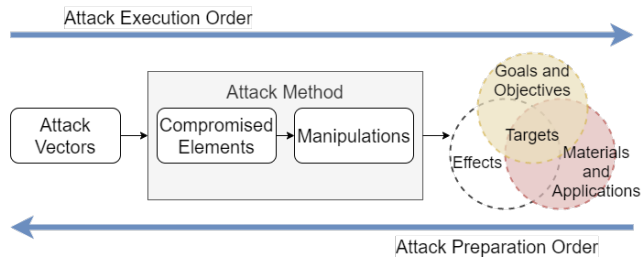 Attack Execution Order
Attack Method
Attack
Vectors
Compromised
Elements
Manipulations
Goals and
Objectives
Targets
Effects
Materials
and
Applications
Attack Preparation Order